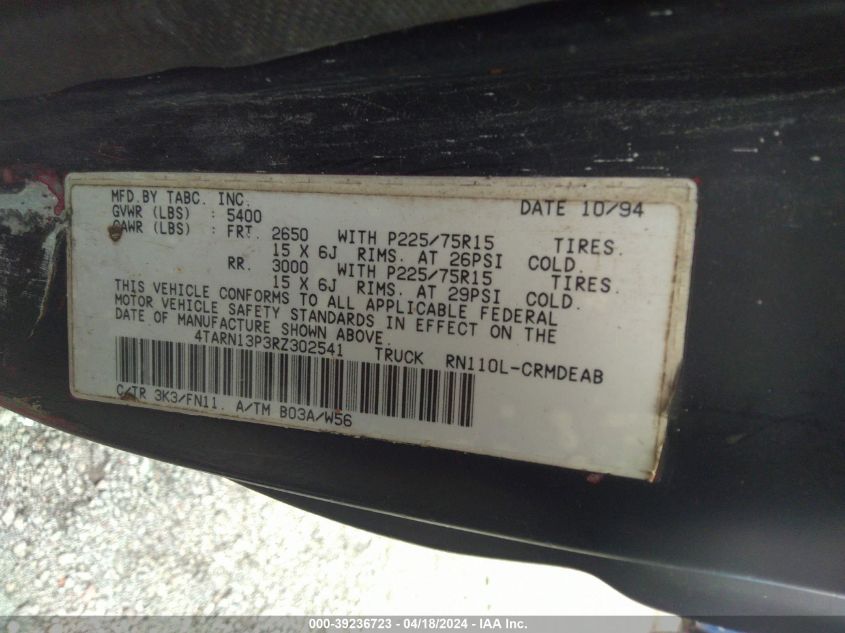 MFD.BY TABC. INC.
DATE 10/94
GVWR (LBS) : 5400
GAWR (LBS) : FRT. 2650 WITH P225/75R15 TIRES.
15 X 6J RIMS. AT 26PSI COLD.
RR. 3000 WITH P225/75R15 TIRES.
15 X 6J RIMS. AT 29PSI COLD.
THIS VEHICLE CONFORMS TO ALL APPLICABLE FEDERAL
MOTOR VEHICLE SAFETY STANDARDS IN EFFECT ON THE
DATE OF MANUFACTURE SHOWN ABOVE.
4TARN13P3RZ302541 TRUCK RN110L-CRMDEAB
C/TR 3K3/FN11. A/TM B03A/W56
000-39236723 - 04/18/2024 - IAA Inc.